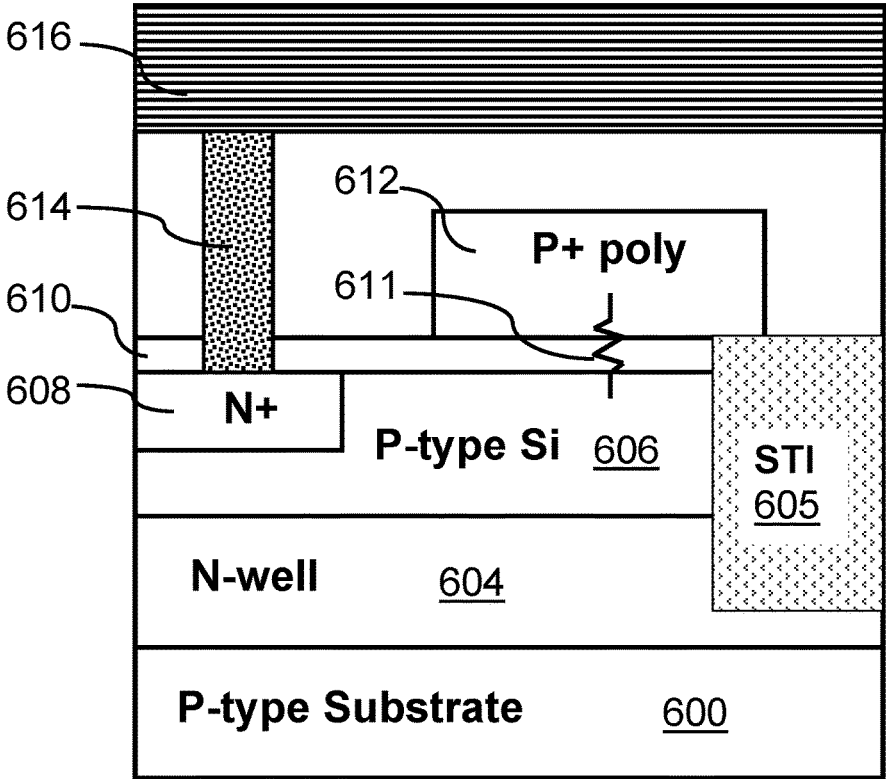 616
614
612
P+ poly
611
610
608
N+
P-type Si
606
STI
605
N-well
604
P-type Substrate
600